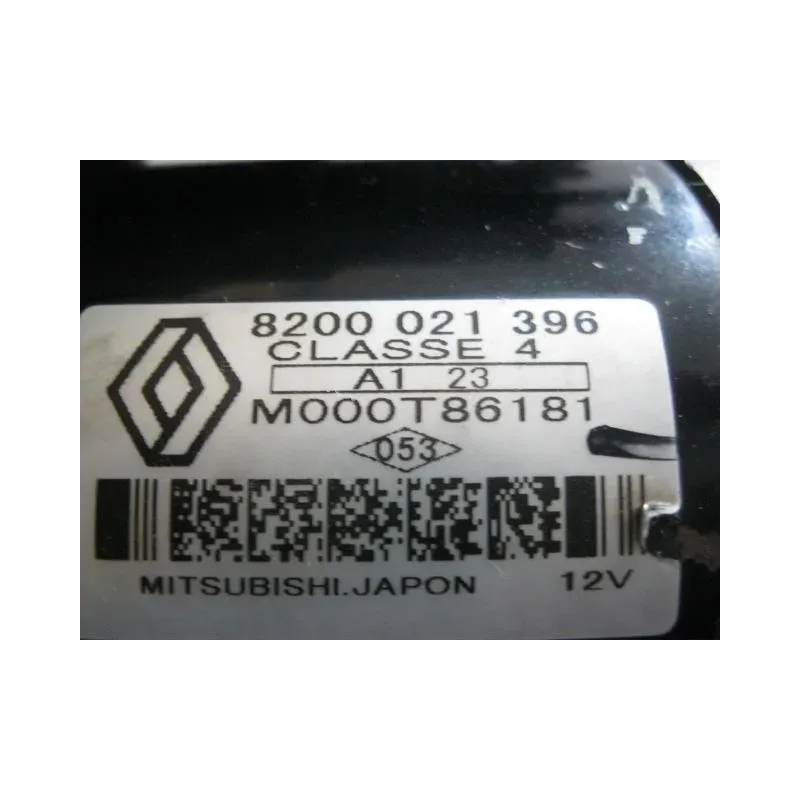 8200 021 396
CLASSE 4
A1 23
M000T86181
053
MITSUBISHI.JAPON 12V